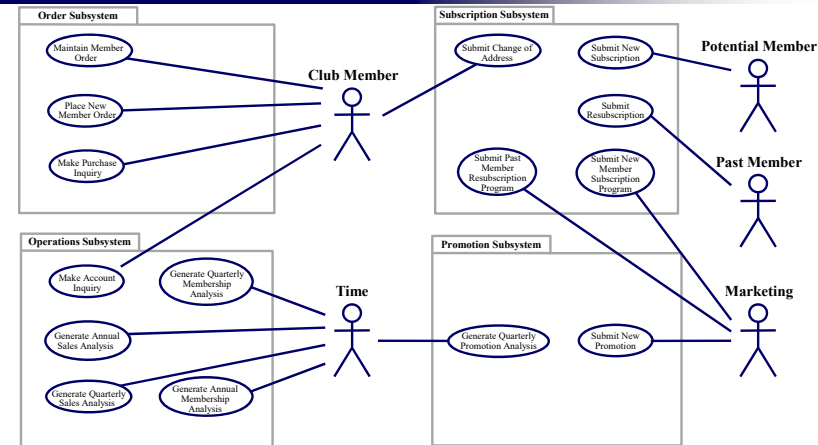 Order Subsystem
Maintain Member
Order
Place New
Member Order
Make Purchase
Inquiry
Club Member
Subscription Subsystem
Submit Change of
Address
Submit New
Subscription
Submit
Resubscription
Submit Past
Member
Resubscription
Program
Submit New
Member
Subscription
Program
Potential Member
Past Member
Operations Subsystem
Make Account
Inquiry
Generate Quarterly
Membership
Analysis
Generate Annual
Sales Analysis
Generate Quarterly
Sales Analysis
Generate Annual
Membership
Analysis
Time
Promotion Subsystem
Generate Quarterly
Promotion Analysis
Submit New
Promotion
Marketing